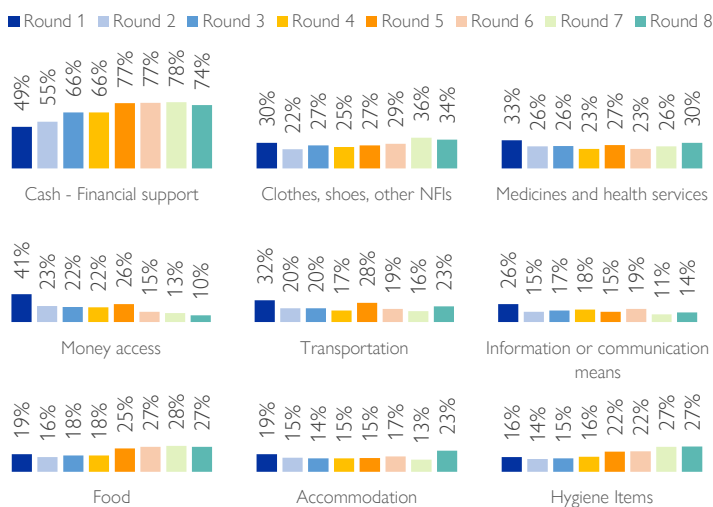 Round 1 Round 2 Round 3 Round 4 Round 5 Round 6 Round 7 Round 8
49% 55% 66% 66% 77% 77% 78% 74%
Cash - Financial support
30% 22% 27% 25% 27% 29% 36% 34%
Clothes, shoes, other NFIs
33% 26% 26% 23% 27% 23% 26% 30%
Medicines and health services
41% 23% 22% 22% 26% 15% 13% 10%
Money access
32% 20% 20% 17% 28% 19% 16% 23%
Transportation
26% 15% 17% 18% 15% 19% 11% 14%
Information or communication
means
19% 16% 18% 18% 25% 27% 28% 27%
Food
19% 15% 14% 15% 15% 17% 13% 23%
Accommodation
16% 14% 15% 16% 22% 22% 27% 27%
Hygiene Items